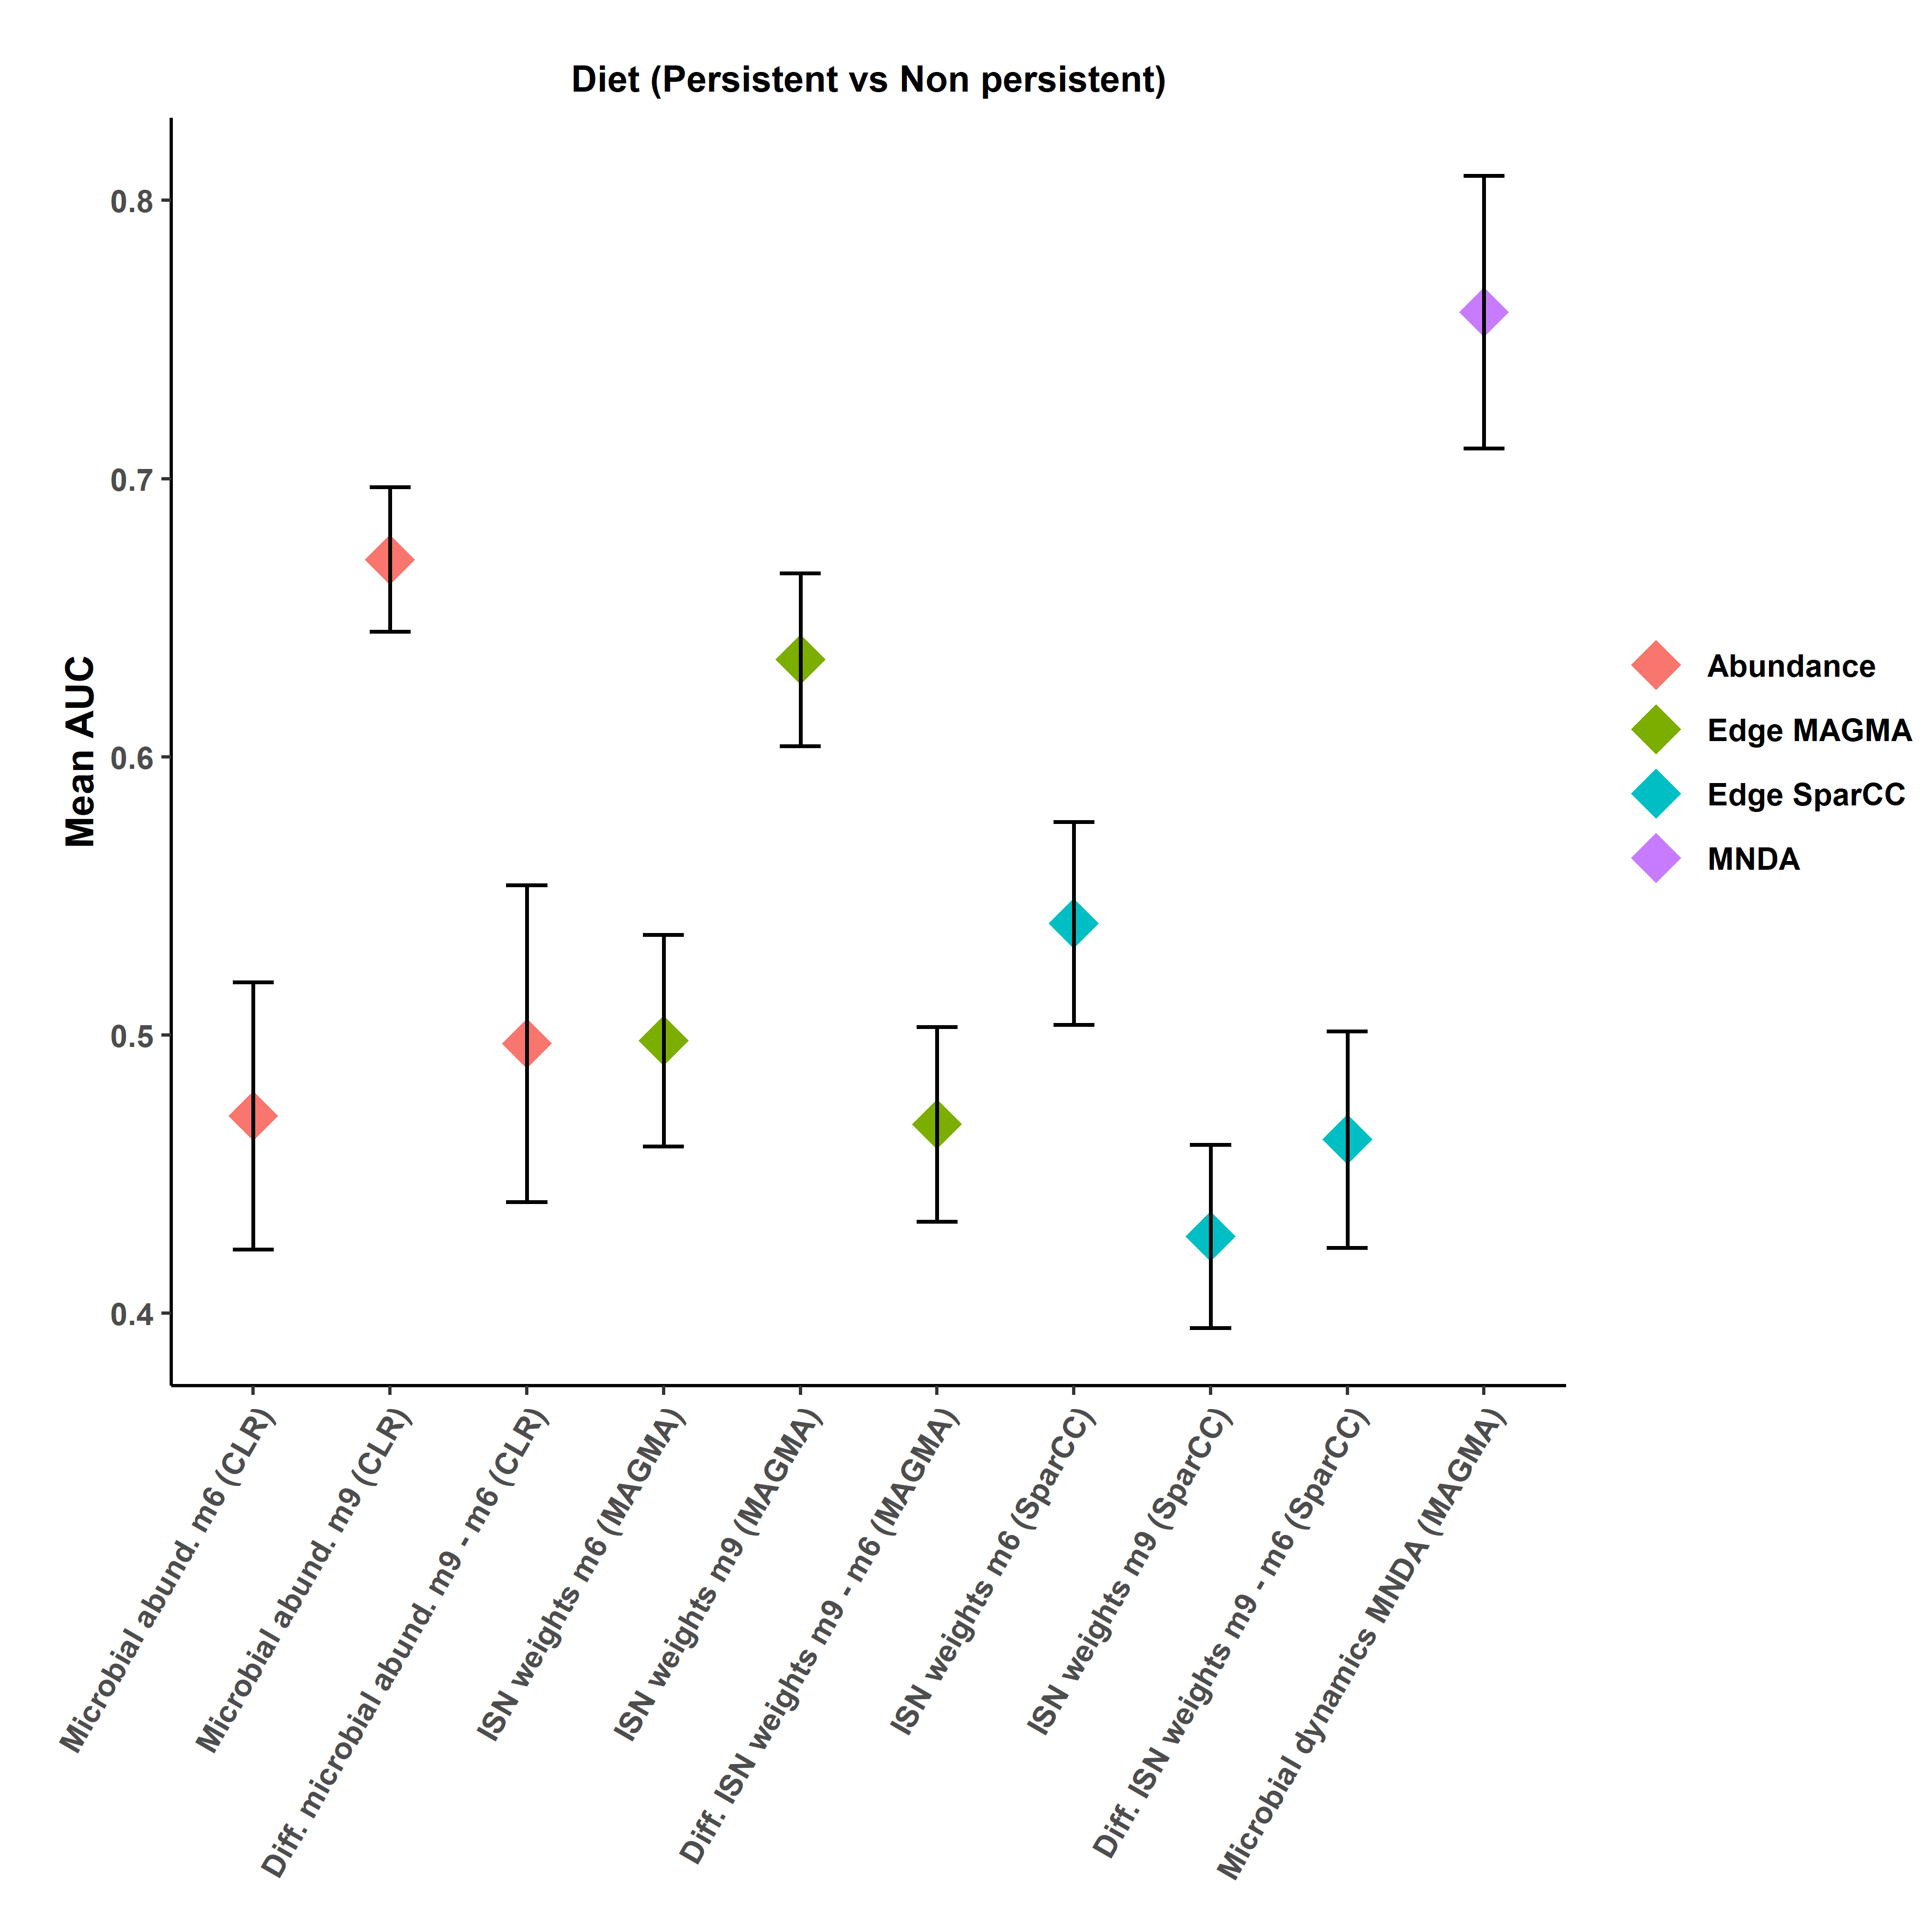 Diet (Persistent vs Non persistent)
Mean AUC
0.8
0.7
0.6
0.5
0.4
Microbial abund. m6 (CLR)
Microbial abund. m9 (CLR)
Diff. microbial abund. m9 - m6 (CLR)
ISN weights m6 (MAGMA)
ISN weights m9 (MAGMA)
Diff. ISN weights m9 - m6 (MAGMA)
ISN weights m6 (SparCC)
ISN weights m9 (SparCC)
Diff. ISN weights m9 - m6 (SparCC)
Microbial dynamics MNDA (MAGMA)
Abundance
Edge MAGMA
Edge SparCC
MNDA